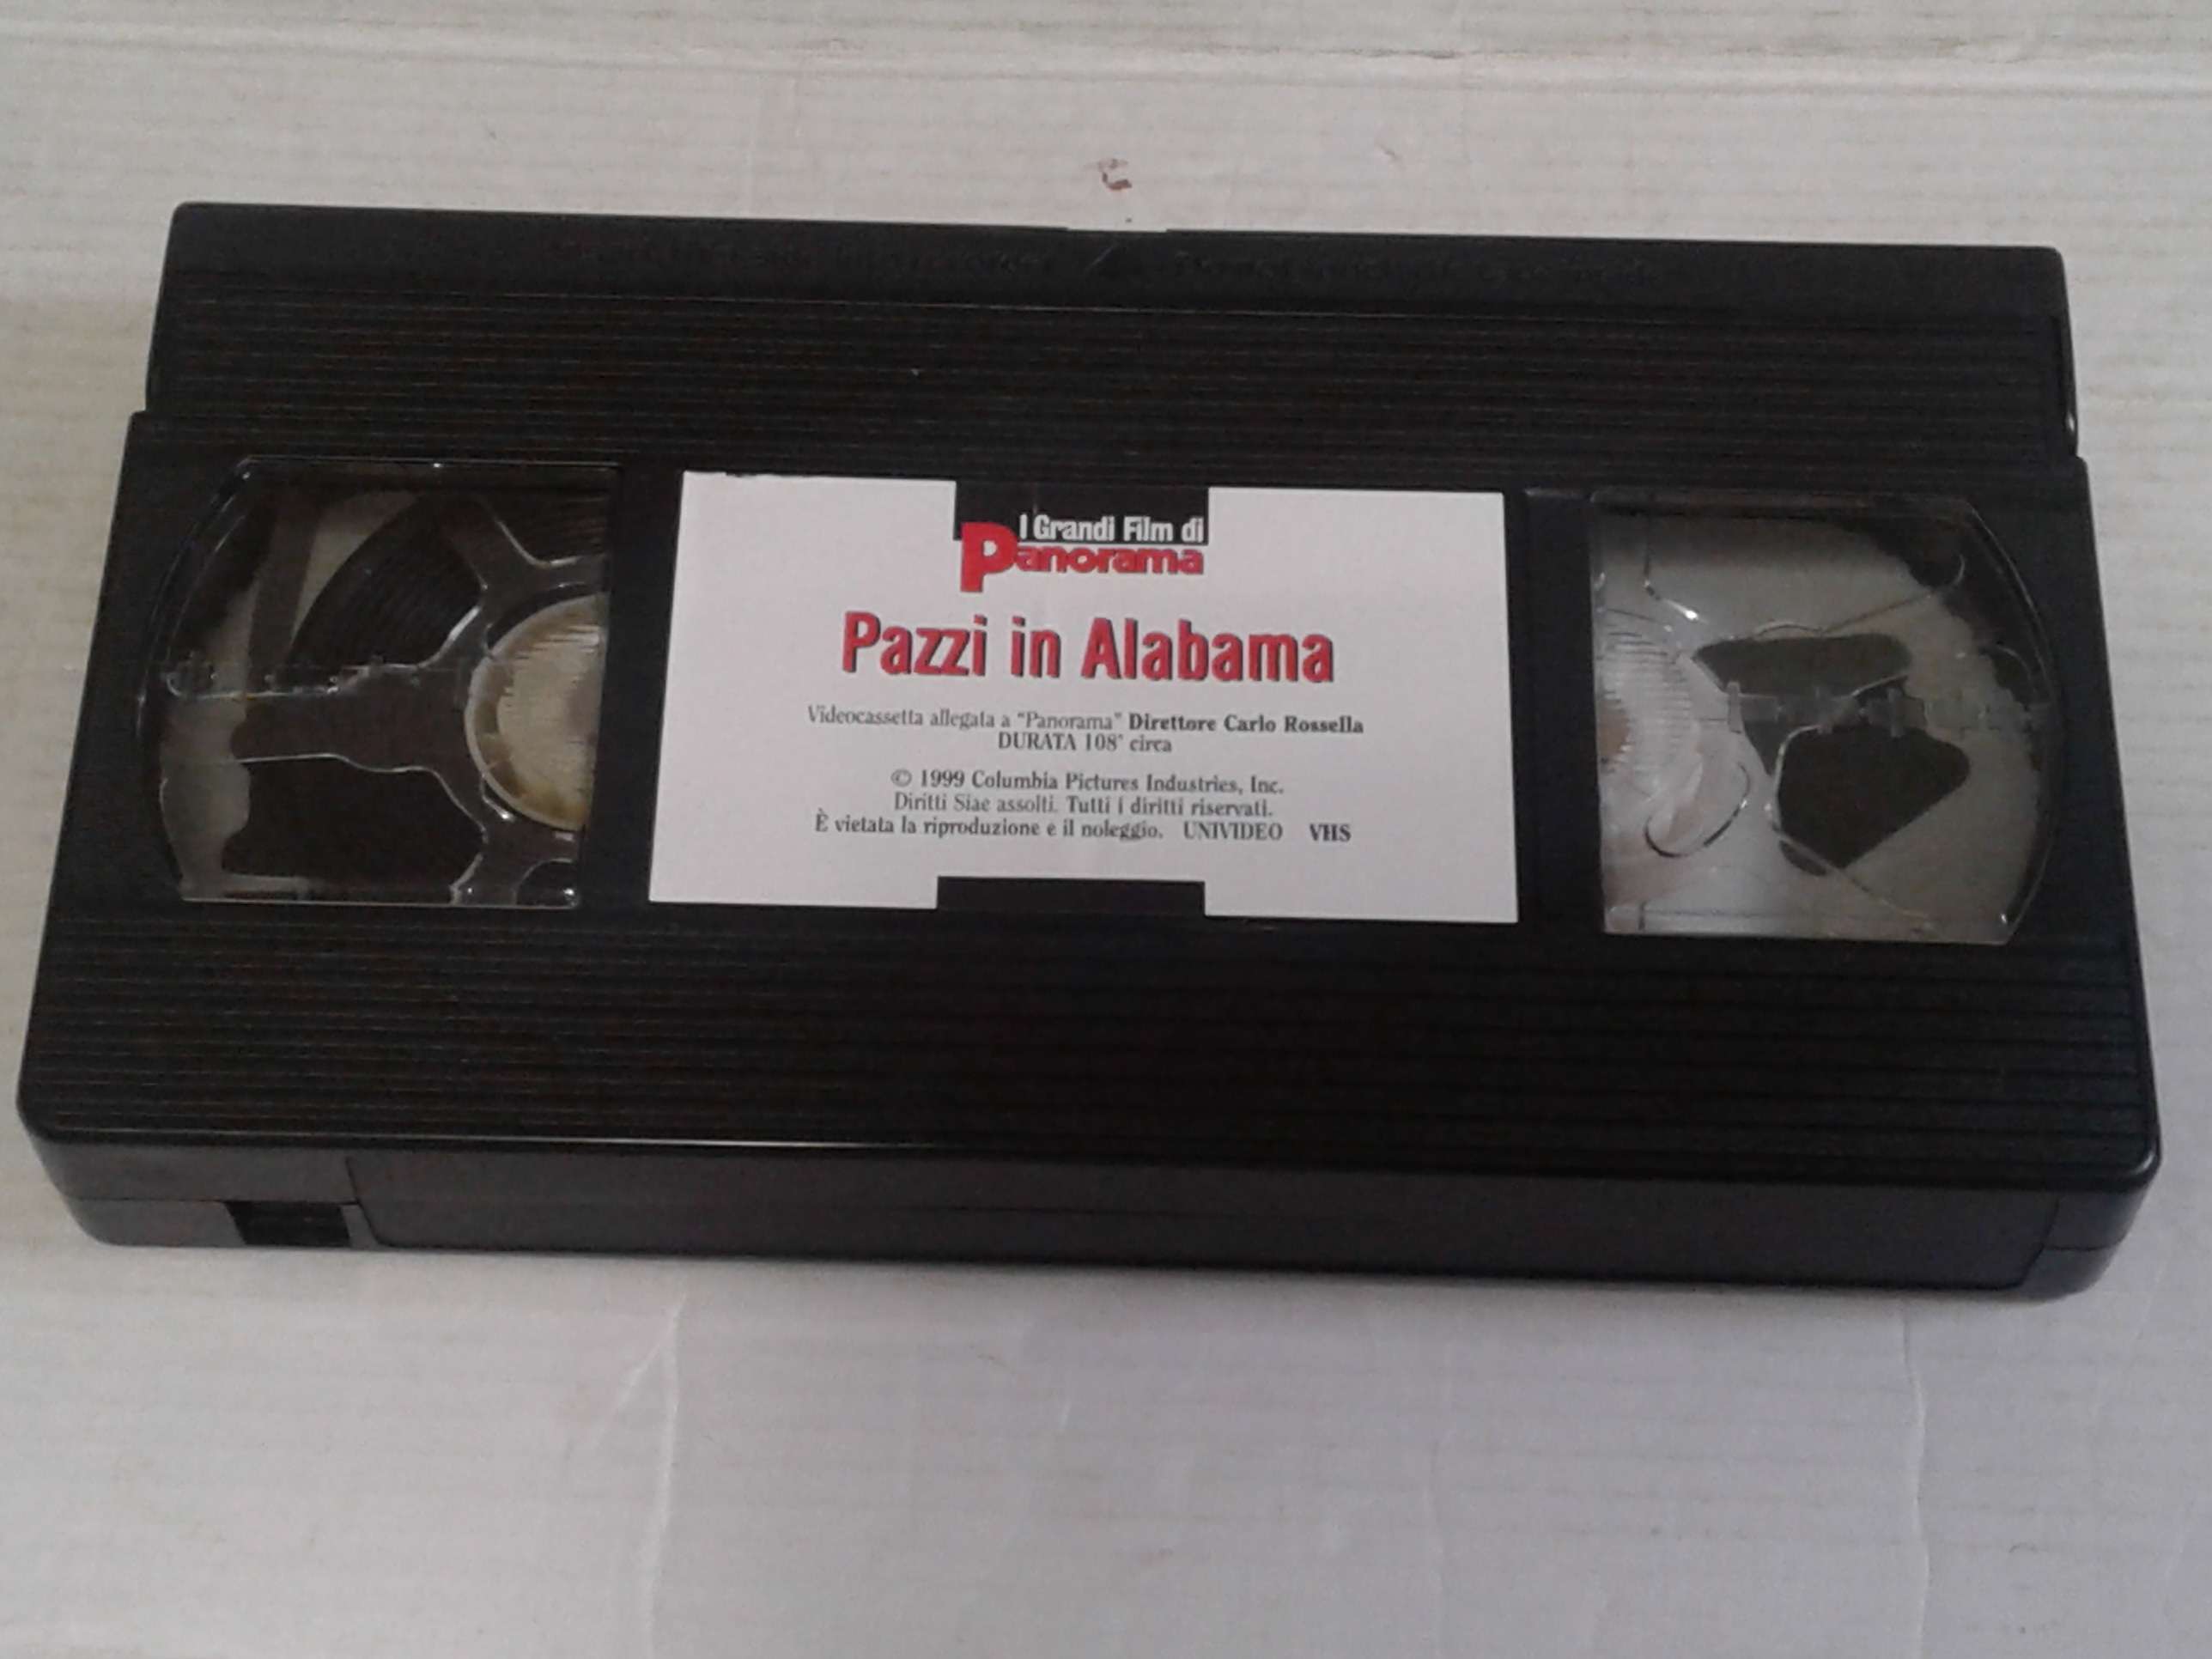 I Grandi Film di
Panorama
Pazzi in Alabama
Videocassetta allegata a "Panorama" Direttore Carlo Rossella
DURATA 108' circa
© 1999 Columbia Pictures Industries, Inc.
Diritti Siae assolti. Tutti i diritti riservati.
È vietata la riproduzione e il noleggio. UNIVIDEO VHS